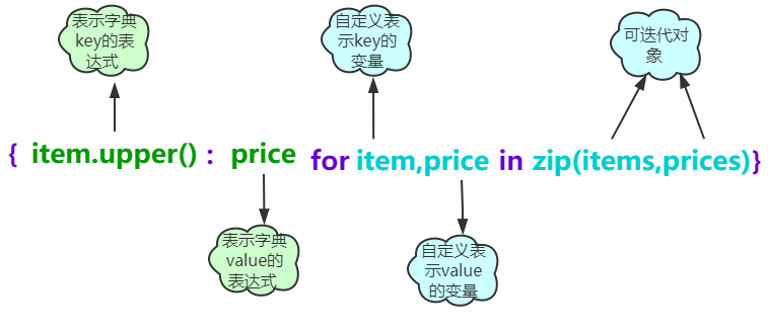 表示字典
key的表
达式
自定义表
示key的
变量
可迭代对
象
{ item.upper() : price for item,price in zip(items,prices)}
表示字典
value的
表达式
自定义表
示value
的变量